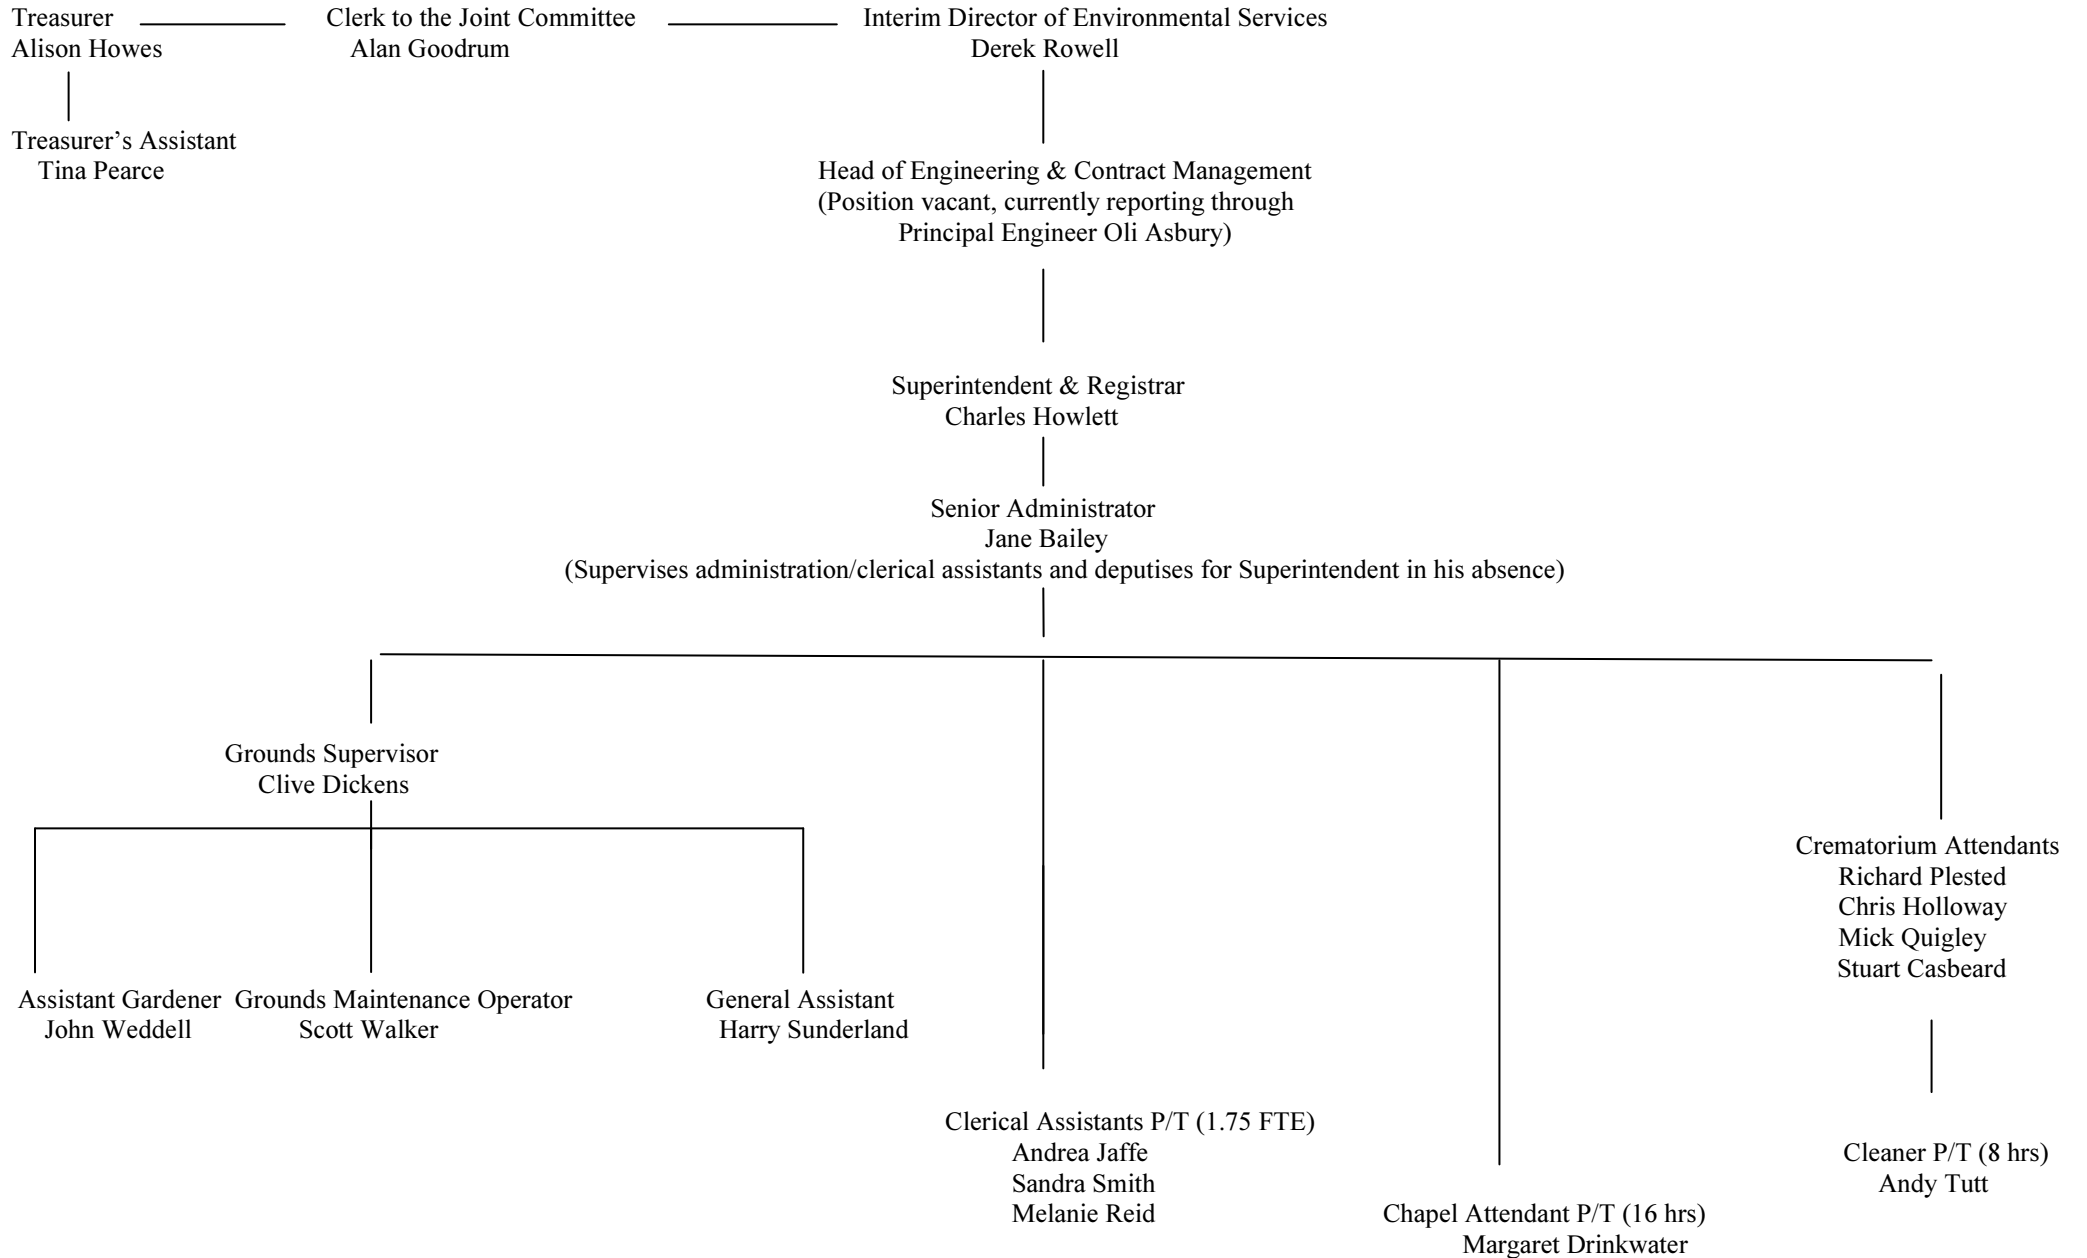 Treasurer
Alison Howes
Clerk to the Joint Committee
Alan Goodrum
Interim Director of Environmental Services
Derek Rowell
Treasurer’s Assistant
Tina Pearce
Head of Engineering & Contract Management
(Position vacant, currently reporting through
Principal Engineer Oli Asbury)
Superintendent & Registrar
Charles Howlett
Senior Administrator
Jane Bailey
(Supervises administration/clerical assistants and deputises for Superintendent in his absence)
Grounds Supervisor
Clive Dickens
Assistant Gardener
John Weddell
Grounds Maintenance Operator
Scott Walker
General Assistant
Harry Sunderland
Clerical Assistants P/T (1.75 FTE)
Andrea Jaffe
Sandra Smith
Melanie Reid
Chapel Attendant P/T (16 hrs)
Margaret Drinkwater
Crematorium Attendants
Richard Plested
Chris Holloway
Mick Quigley
Stuart Casbeard
Cleaner P/T (8 hrs)
Andy Tutt